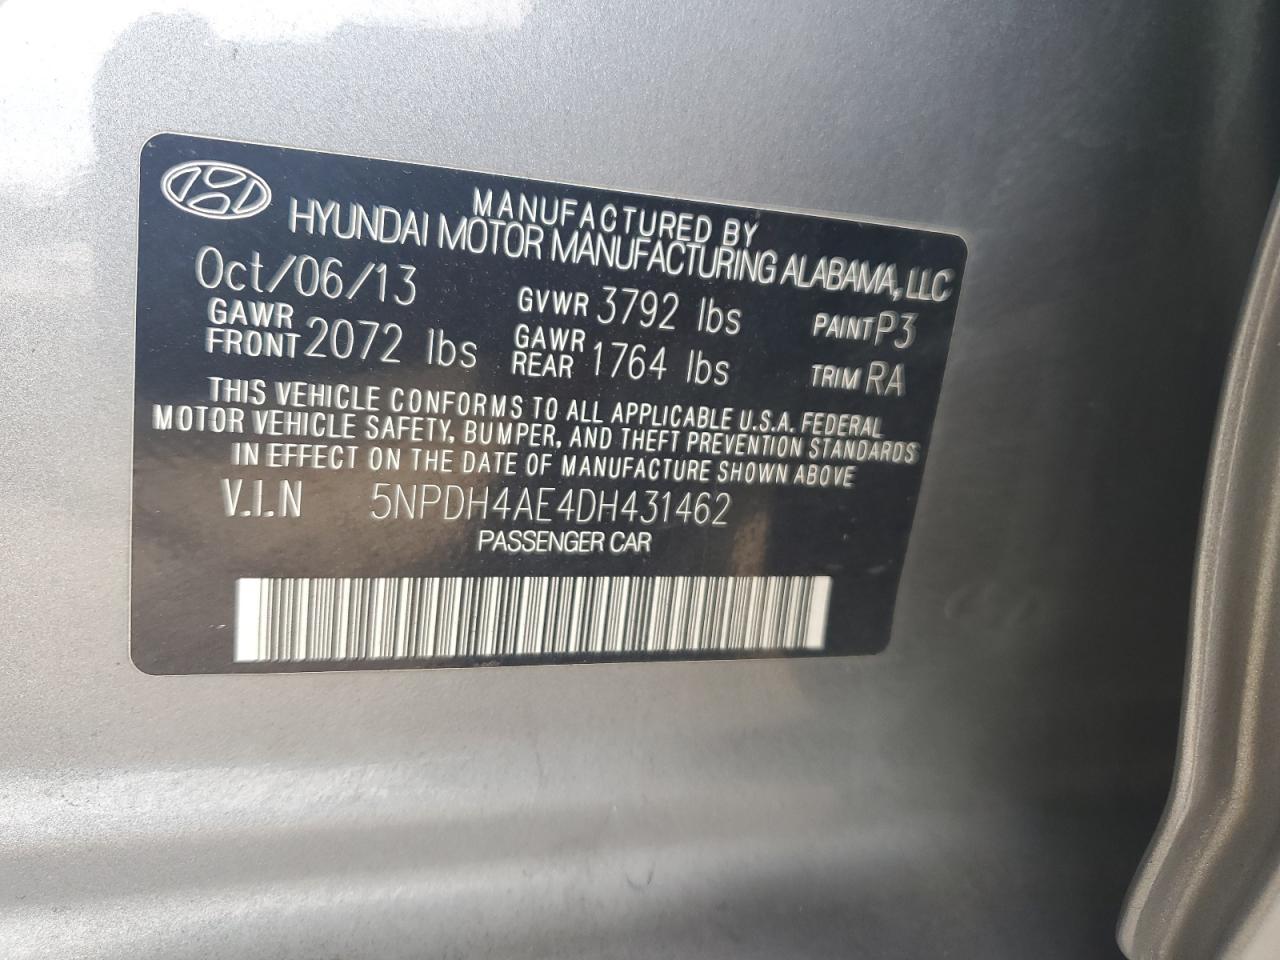 MANUFACTURED BY
HYUNDAI MOTOR MANUFACTURING ALABAMA, LLC
Oct/06/13 GVWR 3792 lbs PAINT P3
GAWR FRONT 2072 lbs GAWR REAR 1764 lbs TRIM RA
THIS VEHICLE CONFORMS TO ALL APPLICABLE U.S.A. FEDERAL
MOTOR VEHICLE SAFETY, BUMPER, AND THEFT PREVENTION STANDARDS
IN EFFECT ON THE DATE OF MANUFACTURE SHOWN ABOVE
V.I.N 5NPDH4AE4DH431462
PASSENGER CAR